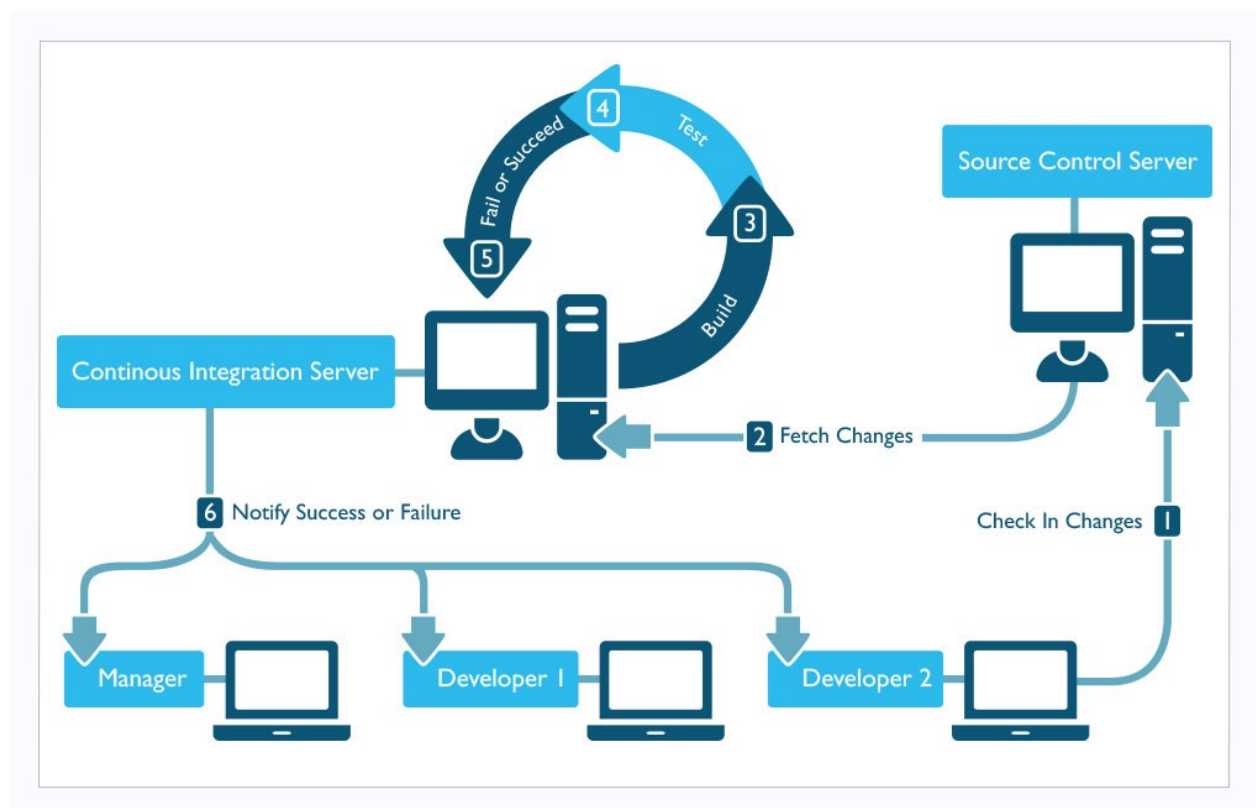 4
Test
Fail or Succeed
3
5
Build
Source Control Server
Continous Integration Server
2 Fetch Changes
6 Notify Success or Failure
Check In Changes 1
Manager
Developer 1
Developer 2